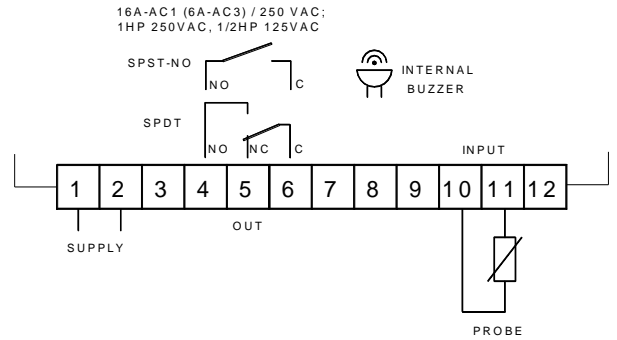 16A-AC1 (6A-AC3) / 250 VAC;
1HP 250VAC, 1/2HP 125VAC
SPST-NO
NO C
INTERNAL
BUZZER
SPDT
NO NC C
INPUT
1 2 3 4 5 6 7 8 9 10 11 12
OUT
SUPPLY
PROBE